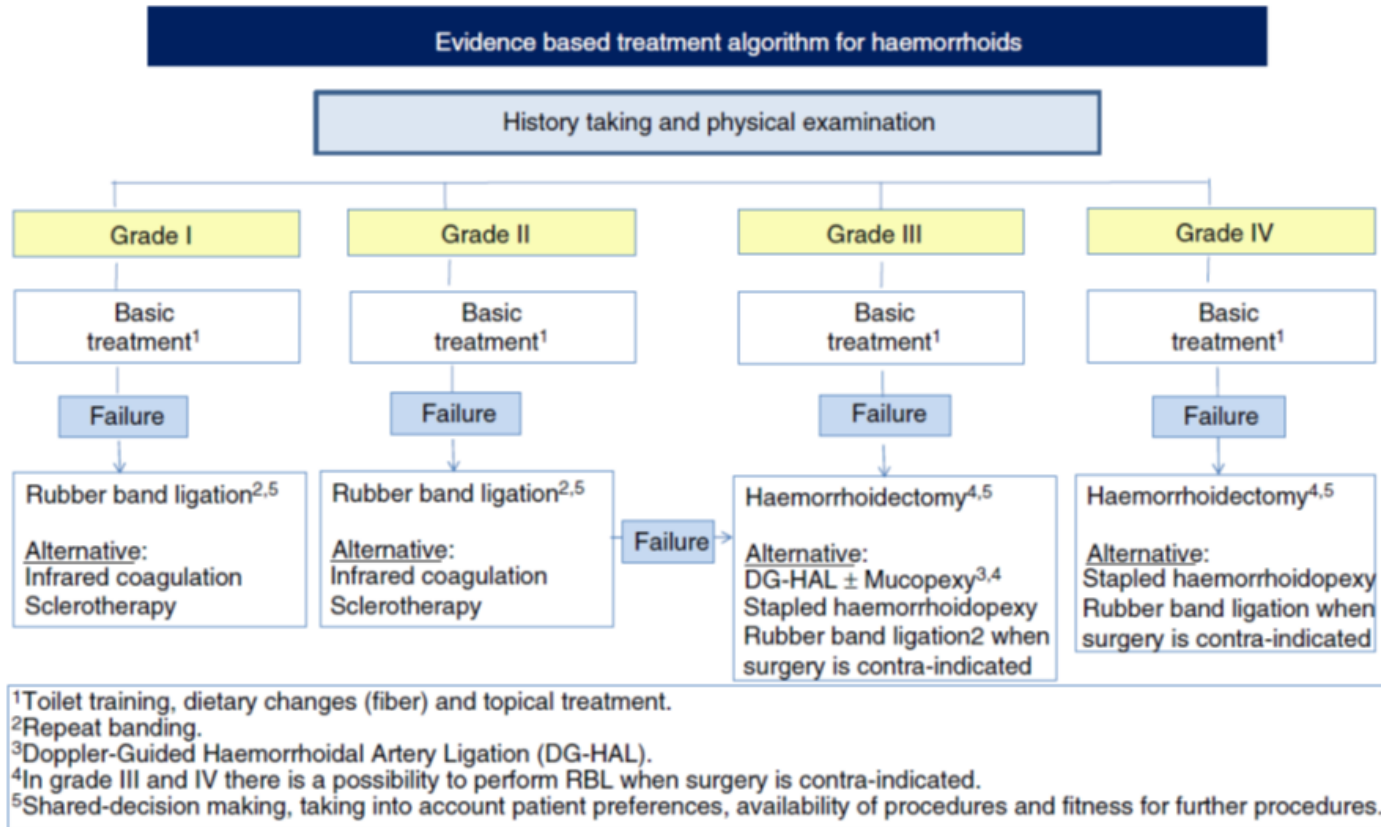 Evidence based treatment algorithm for haemorrhoids
History taking and physical examination
Grade I
Grade II
Grade III
Grade IV
Basic
treatment¹
Basic
treatment¹
Basic
treatment¹
Basic
treatment¹
Failure
Failure
Failure
Failure
Rubber band ligation²,⁵
Alternative:
Infrared coagulation
Sclerotherapy
Rubber band ligation²,⁵
Alternative:
Infrared coagulation
Sclerotherapy
Failure
Haemorrhoidectomy⁴,⁵
Alternative:
DG-HAL ± Mucopexy³,⁴
Stapled haemorrhoidopexy
Rubber band ligation2 when
surgery is contra-indicated
Haemorrhoidectomy⁴,⁵
Alternative:
Stapled haemorrhoidopexy
Rubber band ligation when
surgery is contra-indicated
¹Toilet training, dietary changes (fiber) and topical treatment.
²Repeat banding.
³Doppler-Guided Haemorrhoidal Artery Ligation (DG-HAL).
⁴In grade III and IV there is a possibility to perform RBL when surgery is contra-indicated.
⁵Shared-decision making, taking into account patient preferences, availability of procedures and fitness for further procedures.